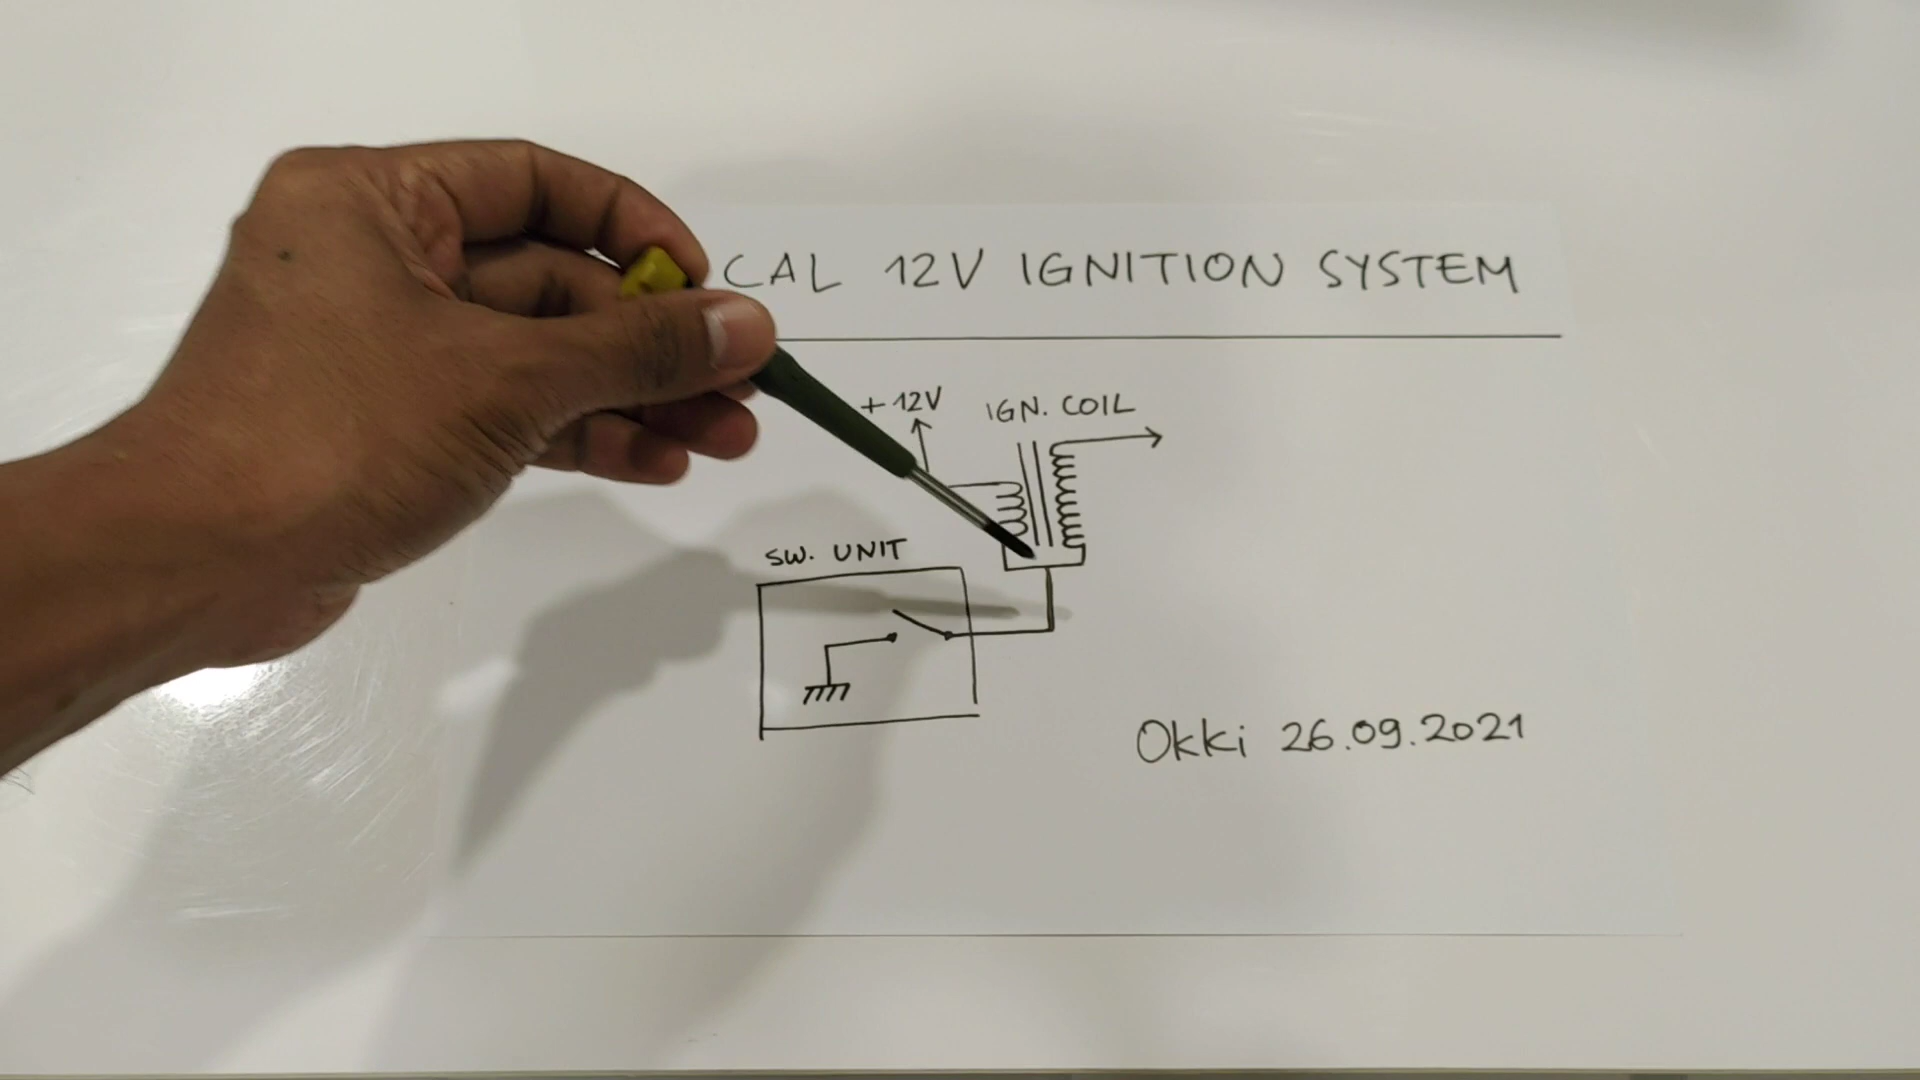 CAL 12V IGNITION SYSTEM
+12V
IGN. COIL
SW. UNIT
Okki 26.09.2021